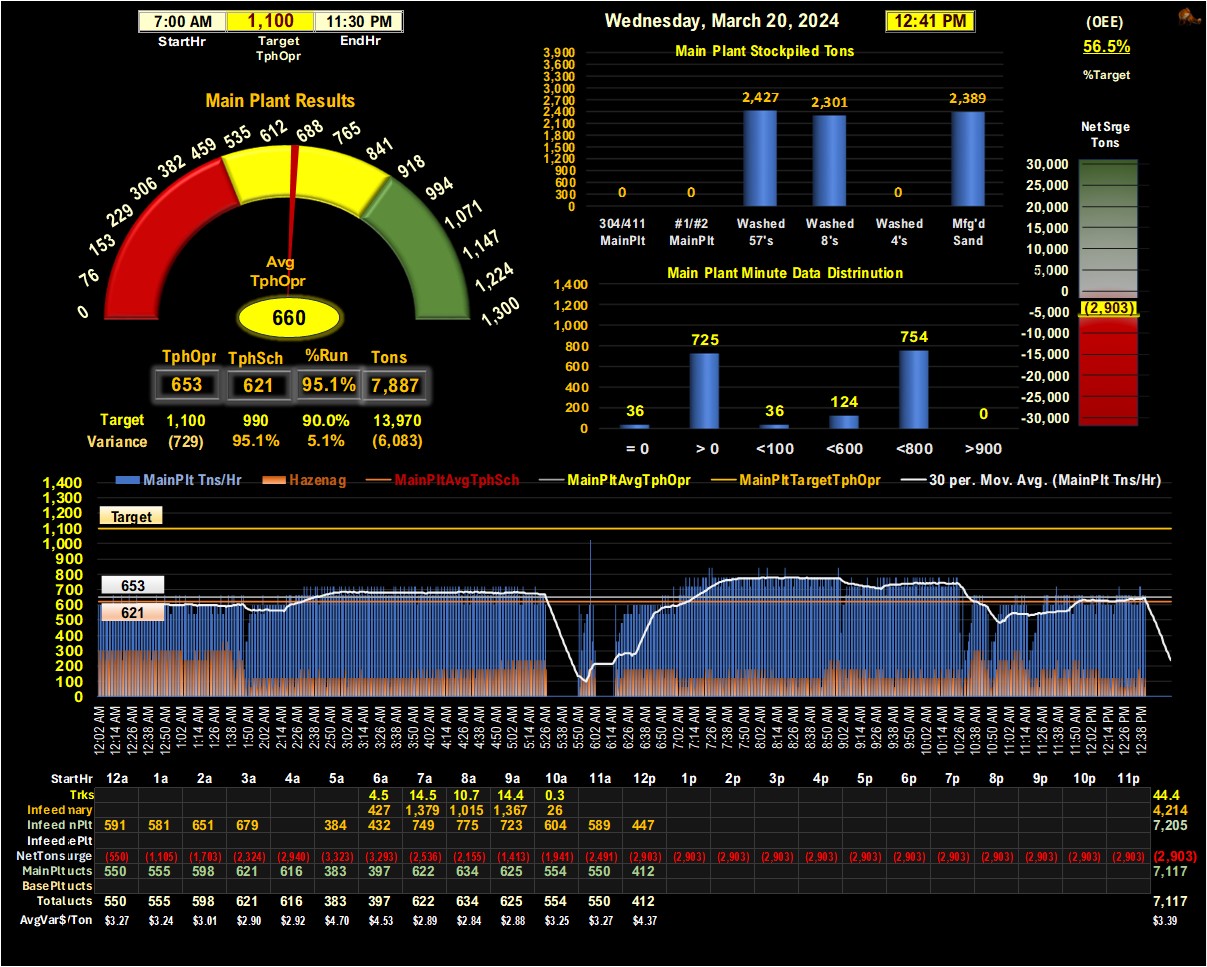 7:00 AM 1,100 11:30 PM
StartHr Target TphOpr EndHr
Wednesday, March 20, 2024 12:41 PM
(OEE)
56.5%
%Target
Main Plant Results
0 76 153 229 306 382 459 535 612 688 765 841 918 994 1,071 1,147 1,224 1,300
Avg
TphOpr
660
TphOpr TphSch %Run Tons
653 621 95.1% 7,887
Target 1,100 990 90.0% 13,970
Variance (729) 95.1% 5.1% (6,083)
Main Plant Stockpiled Tons
3,900
3,600
3,300
3,000
2,700
2,400
2,100
1,800
1,500
1,200
900
600
300
0
0 0 2,427 2,301 0 2,389
304/411 #1/#2 Washed Washed Washed Mfg'd
MainPlt MainPlt 57's 8's 4's Sand
Main Plant Minute Data Distrinution
1,400
1,200
1,000
800
600
400
200
0
36 725 36 124 754 0
= 0 > 0 <100 <600 <800 >900
Net Srge
Tons
30,000
25,000
20,000
15,000
10,000
5,000
0
-5,000
-10,000
-15,000
-20,000
-25,000
-30,000
(2,903)
MainPlt Tns/Hr Hazenag MainPltAvgTphSch MainPltAvgTphOpr MainPltTargetTphOpr 30 per. Mov. Avg. (MainPlt Tns/Hr)
1,400
1,300
1,200
1,100
1,000
900
800
700
600
500
400
300
200
100
0
Target
653
621
12:02 AM 12:14 AM 12:26 AM 12:38 AM 12:50 AM 1:02 AM 1:14 AM 1:26 AM 1:38 AM 1:50 AM 2:02 AM 2:14 AM 2:26 AM 2:38 AM 2:50 AM 3:02 AM 3:14 AM 3:26 AM 3:38 AM 3:50 AM 4:02 AM 4:14 AM 4:26 AM 4:38 AM 4:50 AM 5:02 AM 5:14 AM 5:26 AM 5:38 AM 5:50 AM 6:02 AM 6:14 AM 6:26 AM 6:38 AM 6:50 AM 7:02 AM 7:14 AM 7:26 AM 7:38 AM 7:50 AM 8:02 AM 8:14 AM 8:26 AM 8:38 AM 8:50 AM 9:02 AM 9:14 AM 9:26 AM 9:38 AM 9:50 AM 10:02 AM 10:14 AM 10:26 AM 10:38 AM 10:50 AM 11:02 AM 11:14 AM 11:26 AM 11:38 AM 11:50 AM 12:02 PM 12:14 PM 12:26 PM 12:38 PM
StartHr 12a 1a 2a 3a 4a 5a 6a 7a 8a 9a 10a 11a 12p 1p 2p 3p 4p 5p 6p 7p 8p 9p 10p 11p
Trks 4.5 14.5 10.7 14.4 0.3 44.4
Infeed nary 427 1,379 1,015 1,367 26 4,214
Infeed nPlt 591 581 651 679 384 432 749 775 723 604 589 447 7,205
Infeed ePlt
NetTons urge (550) (1,105) (1,703) (2,324) (2,940) (3,323) (3,293) (2,536) (2,155) (1,413) (1,941) (2,491) (2,903) (2,903) (2,903) (2,903) (2,903) (2,903) (2,903) (2,903) (2,903) (2,903) (2,903) (2,903) (2,903)
MainPl ucts 550 555 598 621 616 383 397 622 634 625 554 550 412 7,117
BasePlt ucts
Total ucts 550 555 598 621 616 383 397 622 634 625 554 550 412 7,117
AvgVar$/Ton $3.27 $3.24 $3.01 $2.90 $2.92 $4.70 $4.53 $2.89 $2.84 $2.88 $3.25 $3.27 $4.37 $3.39